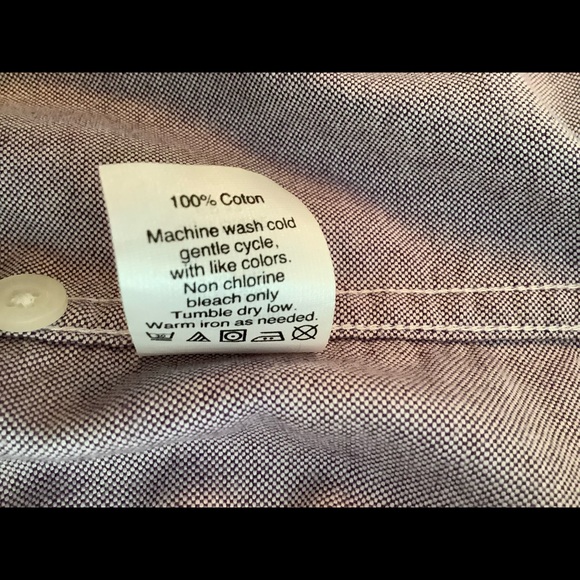 100% Coton
Machine wash cold
gentle cycle,
with like colors.
Non chlorine
bleach only
Tumble dry low.
Warm iron as needed.